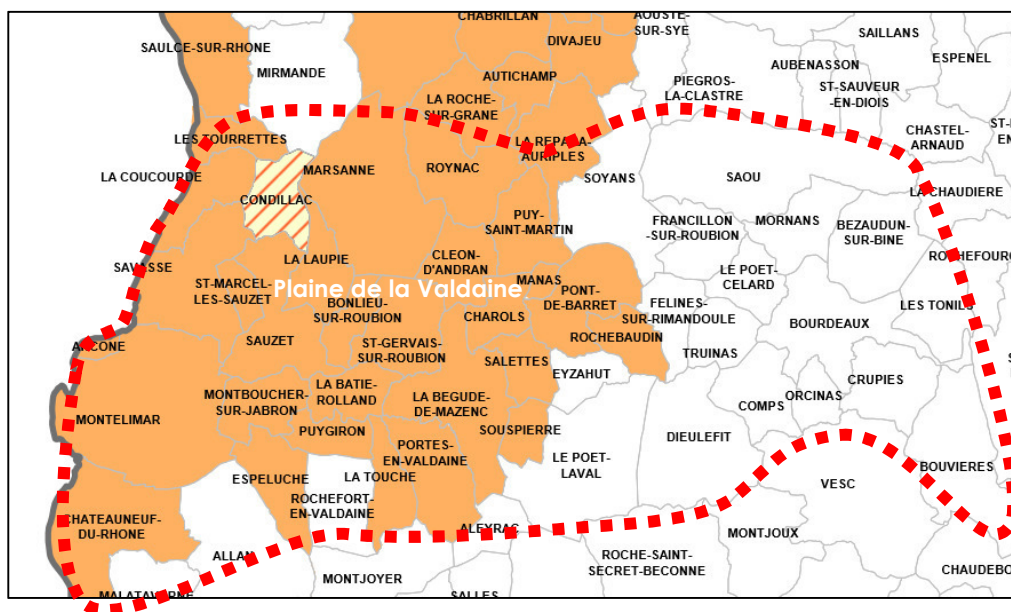 CHABRILLAN
AOUSTE-
SUR-SYE
SAILLANS
DIVAJEU
SAULCE-SUR-RHONE
ESPENEL
AUBENASSON
MIRMANDE
AUTICHAMP
PIEGROS-
LA-CLASTRE
ST-SAUVEUR
-EN-DIOIS
LA ROCHE-
SUR-GRANE
LES TOURRETTES
CHASTEL-
ARNAUD
LA REPARA-
AURIPLES
MARSANNE
ROYNAC
LA COUCOURDE
SOYANS
SAOU
LA CHAUDIERE
CONDILLAC
PUY-
SAINT-MARTIN
FRANCILLON
-SUR-ROUBION
MORNANS
BEZAUDUN-
SUR-BINE
LA LAUPIE
CLEON-
D'ANDRAN
SAVASSE
LE POET-
CELARD
ST-MARCEL-
LES-SAUZET
Plaine de la Valdaine
MANAS
PONT-
DE-BARRET
BONLIEU-
SUR-ROUBION
CHAROLS
FELINES-
SUR-RIMANDOULE
LES TONILS
BOURDEAUX
SAUZET
ROCHEBAUDIN
ANCONE
ST-GERVAIS-
SUR-ROUBION
SALETTES
TRUINAS
EYZAHUT
CRUPIES
MONTBOUCHER-
SUR-JABRON
LA BATIE-
ROLLAND
LA BEGUDE-
DE-MAZENC
ORCINAS
COMPS
MONTELIMAR
PUYGIRON
SOUSPIERRE
DIEULEFIT
PORTES-
EN-VALDAINE
LE POET-
LAVAL
BOUVIERES
ESPELUCHE
LA TOUCHE
VESC
ROCHEFORT-
EN-VALDAINE
CHATEAUNEUF-
DU-RHONE
ALEYRAC
MONTJOUX
ALLAN
ROCHE-SAINT-
SECRET-BECONNE
MONTJOYER
MALATAVERNE
SALLES